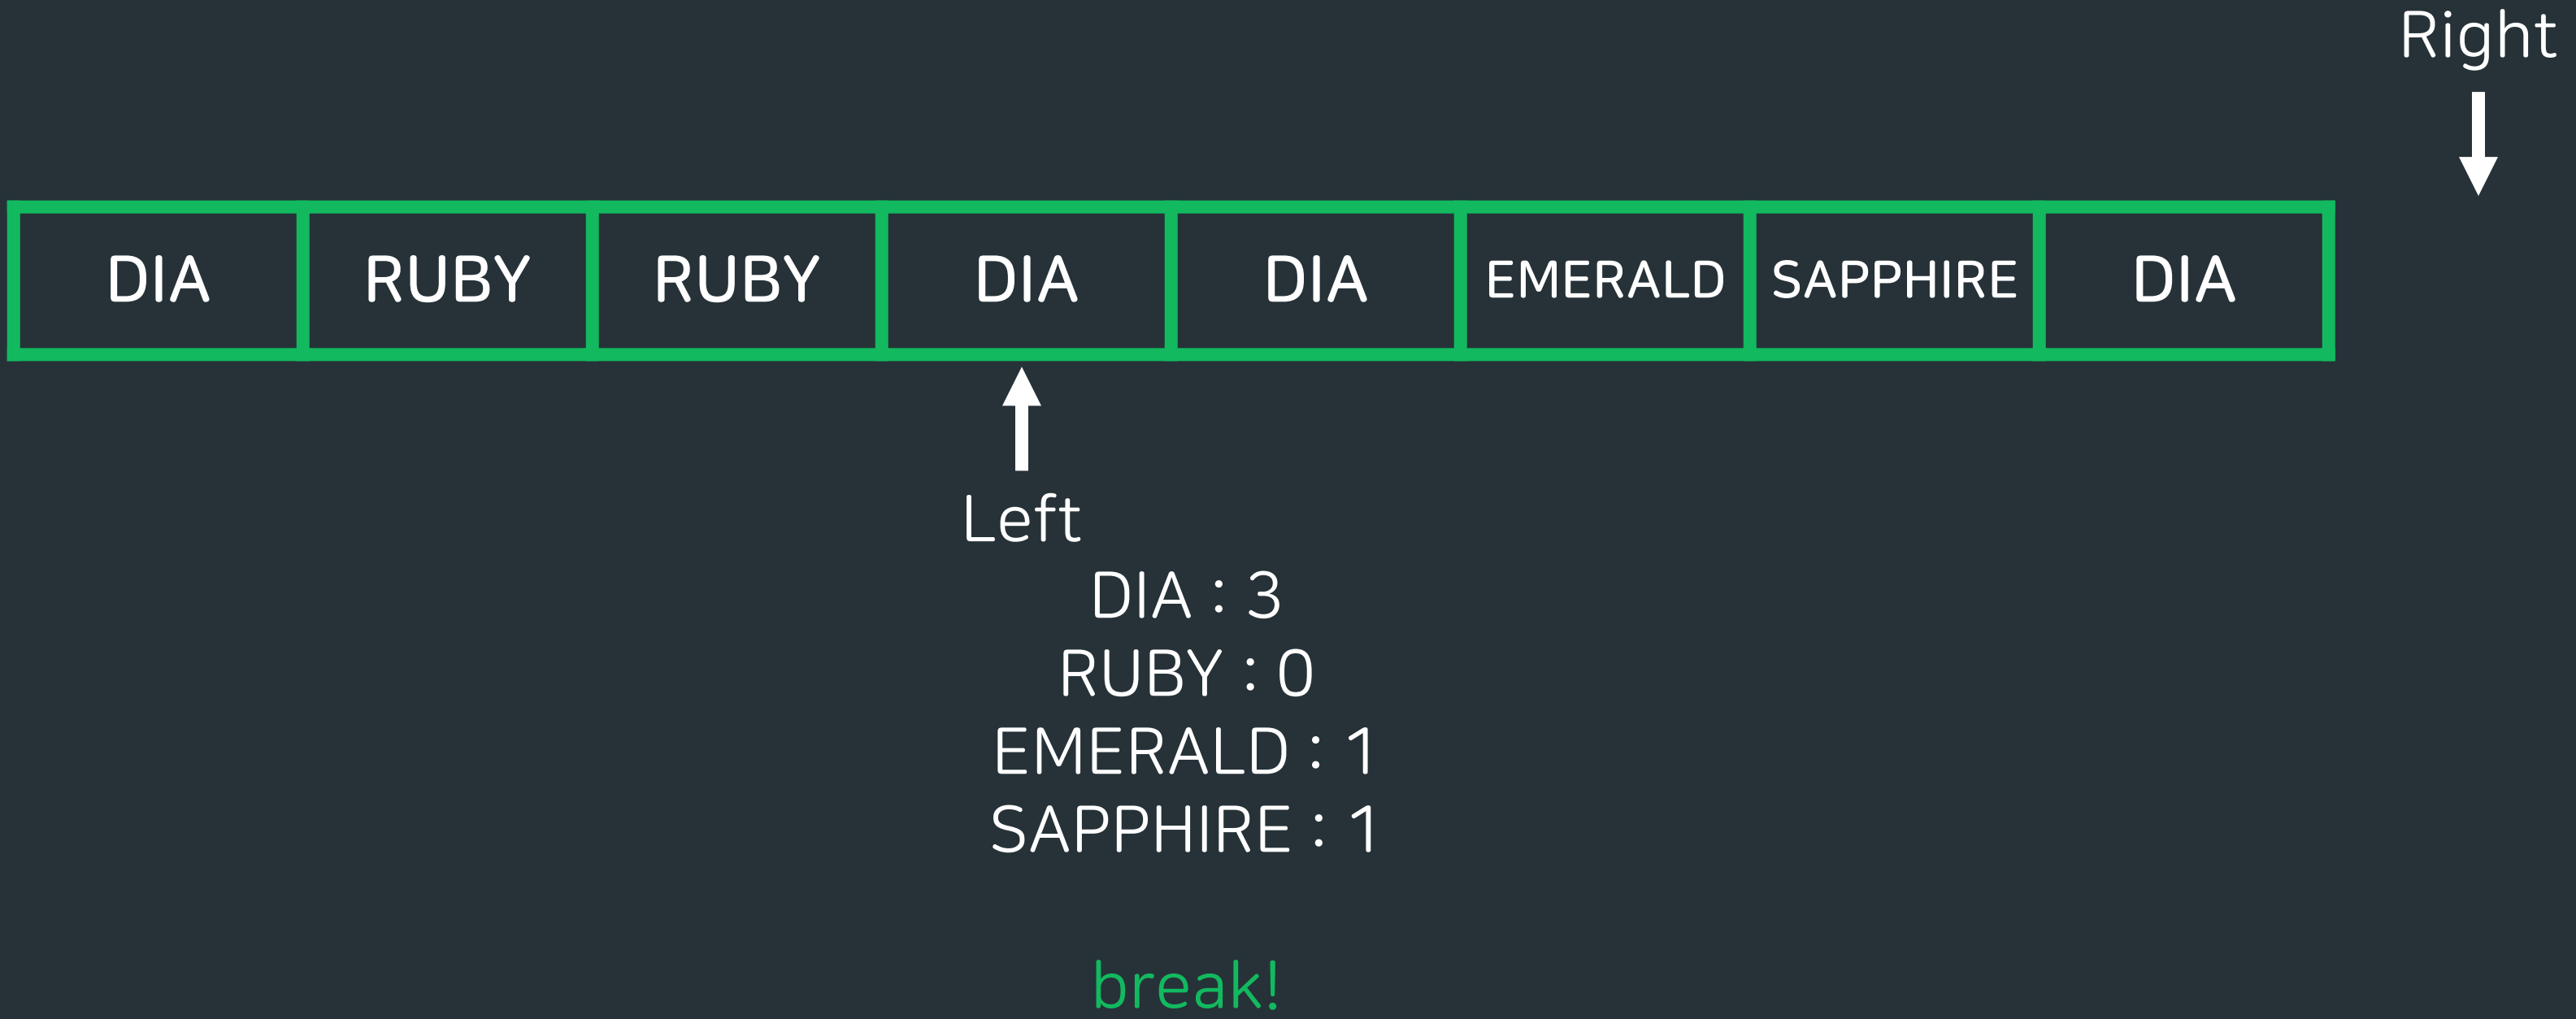 Right
DIA RUBY RUBY DIA DIA EMERALD SAPPHIRE DIA
Left
DIA : 3
RUBY : 0
EMERALD : 1
SAPPHIRE : 1
break!